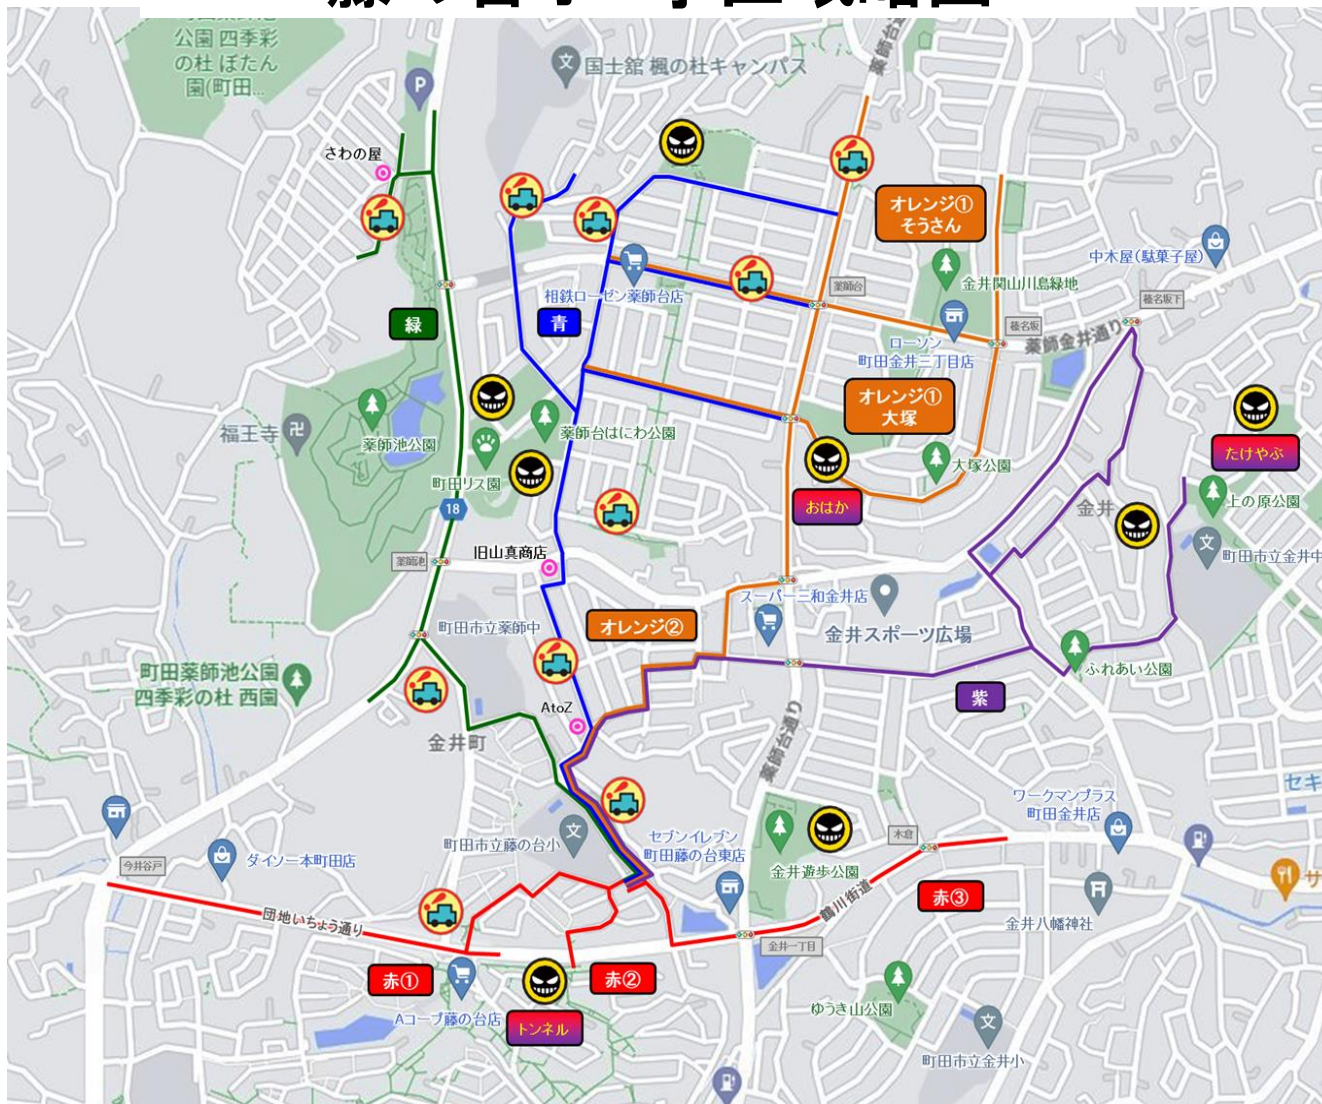 公園 四季彩
の杜 ぼたん
園(町田...
P
文
国士舘 楓の杜キャンパス
薬師台通
さわの屋
オレンジ①
そうさん
中木屋(駄菓子屋)
金井関山川島緑地
薬師台
榛名坂下
相鉄ローゼン薬師台店
緑
青
榛名坂
薬師金井通り
ローソン
町田金井三丁目店
オレンジ①
大塚
福王寺
薬師池公園
薬師台はにわ公園
町田リス園
大塚公園
たけやぶ
おはか
18
金井
上の原公園
文
町田市立金井中
旧山真商店
薬師池
スーパー三和金井店
町田市立薬師中
オレンジ②
金井スポーツ広場
町田薬師池公園
四季彩の杜 西園
ふれあい公園
紫
AtoZ
金井町
薬師台通り
セキ
ワークマンプラス
町田金井店
文
町田市立藤の台小
セブンイレブン
町田藤の台東店
木倉
今井谷戸
ダイソー本町田店
金井遊歩公園
サ
赤③
鶴川街道
団地いちょう通り
金井八幡神社
金井一丁目
赤①
赤②
Aコープ藤の台店
トンネル
ゆうき山公園
文
町田市立金井小